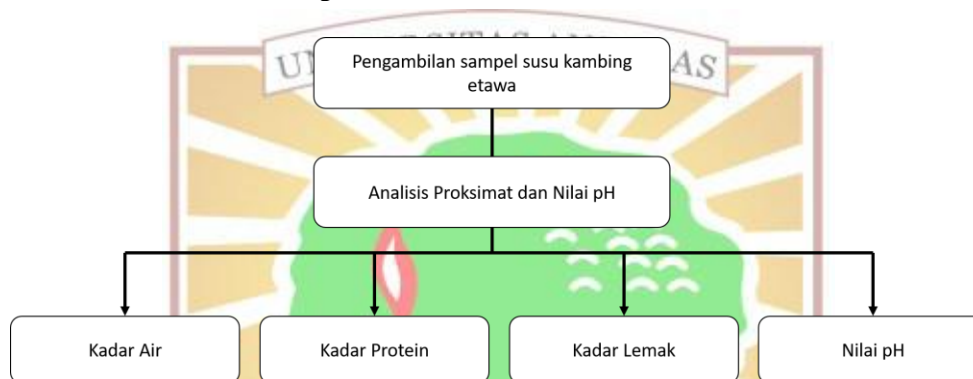 Pengambilan sampel susu kambing
etawa
Analisis Proksimat dan Nilai pH
Kadar Air
Kadar Protein
Kadar Lemak
Nilai pH